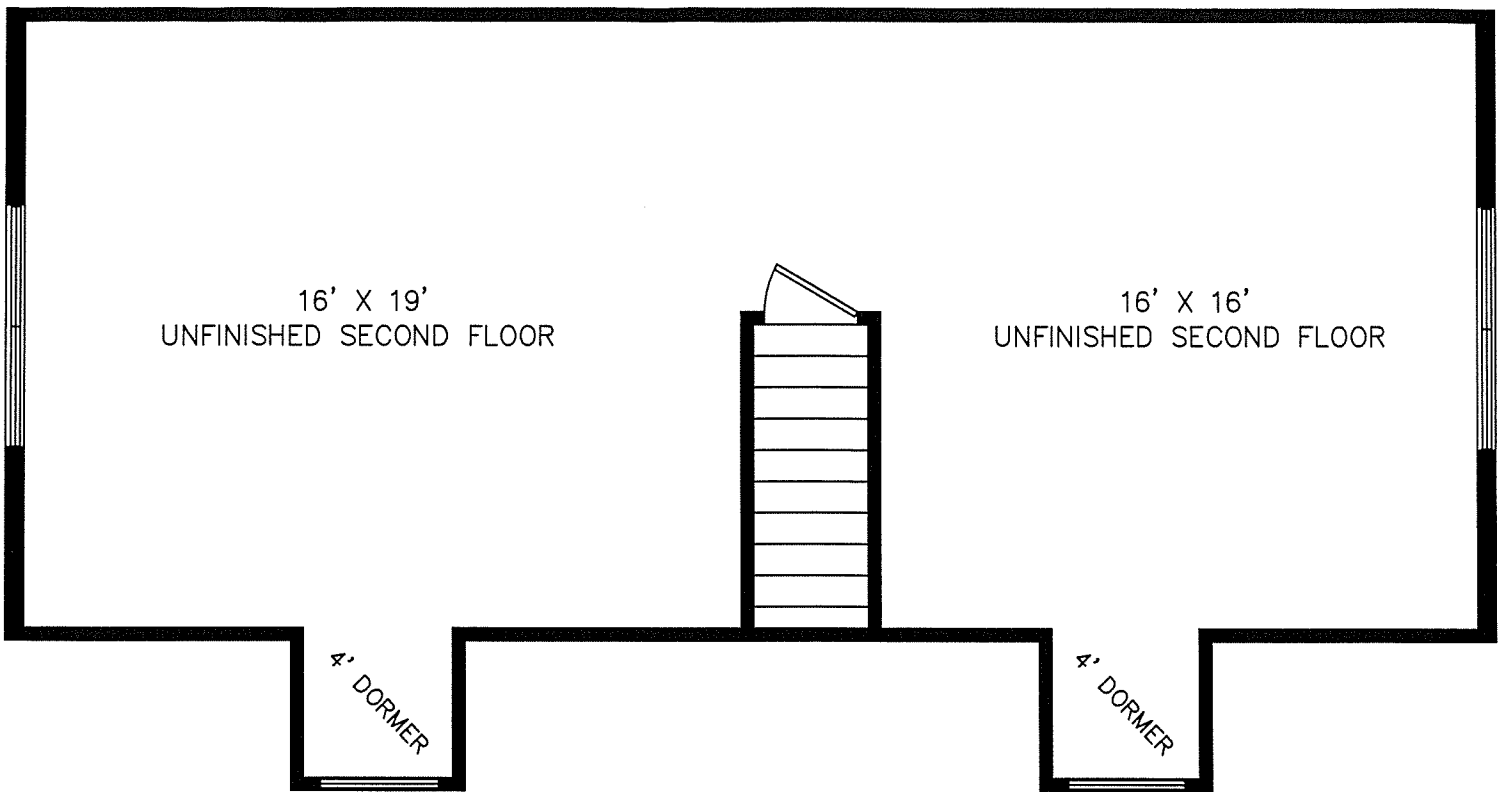 16' X 19'
UNFINISHED SECOND FLOOR
16' X 16'
UNFINISHED SECOND FLOOR
4' DORMER
4' DORMER